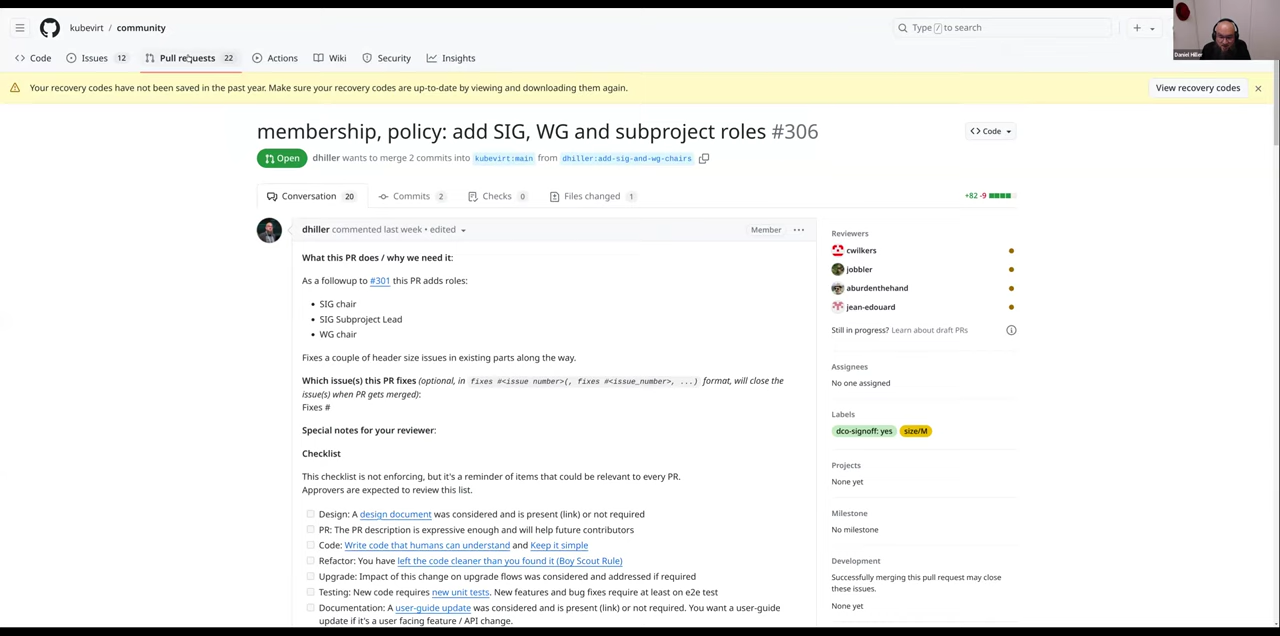 kubevirt / community
Type / to search
Daniel Hiller
Code
Issues 12
Pull requests 22
Actions
Wiki
Security
Insights
Your recovery codes have not been saved in the past year. Make sure your recovery codes are up-to-date by viewing and downloading them again.
View recovery codes
membership, policy: add SIG, WG and subproject roles #306
Code
Open
dhiller wants to merge 2 commits into kubevirt:main from dhiller:add-sig-and-wg-chairs
Conversation 20
Commits 2
Checks 0
Files changed 1
+82 -9
dhiller commented last week • edited
Member
What this PR does / why we need it:
As a followup to #301 this PR adds roles:
• SIG chair
• SIG Subproject Lead
• WG chair
Fixes a couple of header size issues in existing parts along the way.
Which issue(s) this PR fixes (optional, in fixes #<issue number>(, fixes #<issue_number>, ...) format, will close the
issue(s) when PR gets merged):
Fixes #
Special notes for your reviewer:
Checklist
This checklist is not enforcing, but it's a reminder of items that could be relevant to every PR.
Approvers are expected to review this list.
Design: A design document was considered and is present (link) or not required
PR: The PR description is expressive enough and will help future contributors
Code: Write code that humans can understand and Keep it simple
Refactor: You have left the code cleaner than you found it (Boy Scout Rule)
Upgrade: Impact of this change on upgrade flows was considered and addressed if required
Testing: New code requires new unit tests. New features and bug fixes require at least on e2e test
Documentation: A user-guide update was considered and is present (link) or not required. You want a user-guide
update if it's a user facing feature / API change.
Reviewers
cwilkers
jobbler
aburdenthehand
jean-edouard
Still in progress? Learn about draft PRs
Assignees
No one assigned
Labels
dco-signoff: yes
size/M
Projects
None yet
Milestone
No milestone
Development
Successfully merging this pull request may close
these issues.
None yet